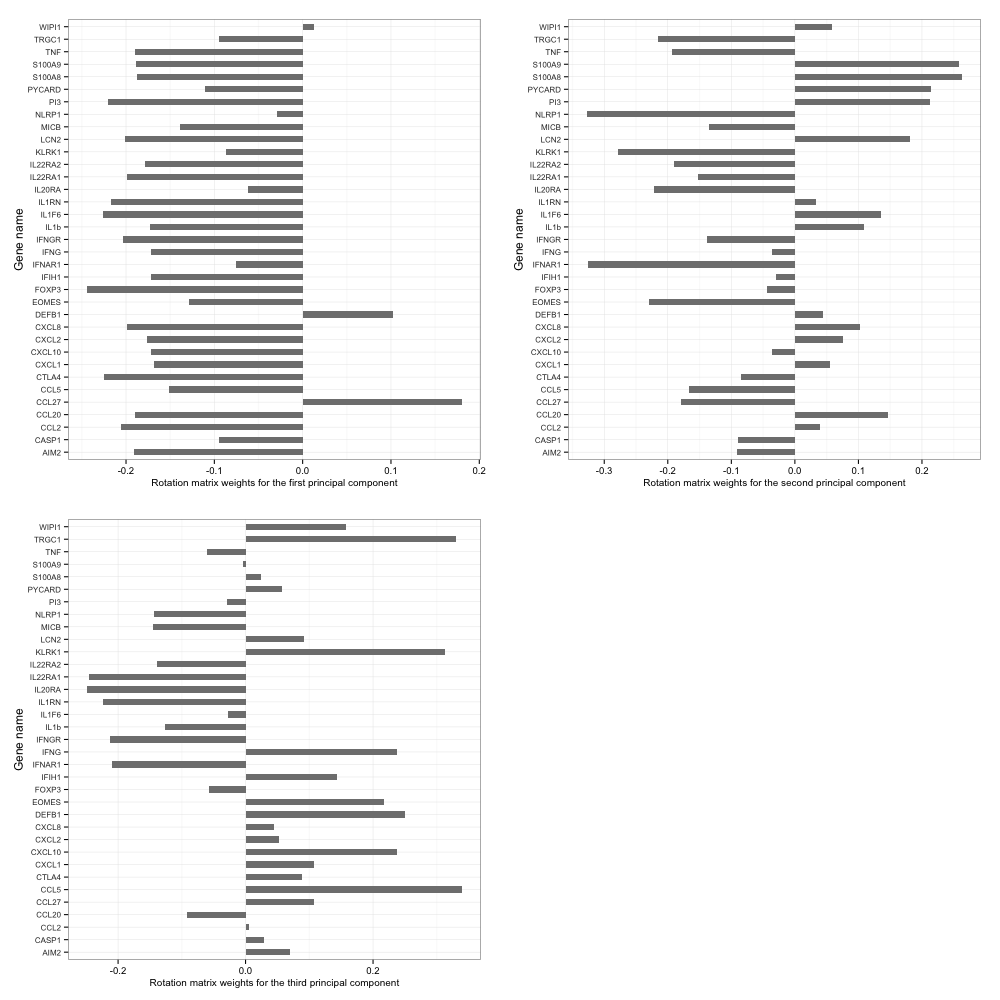 WIPI1
TRGC1
TNF
S100A9
S100A8
PYCARD
PI3
NLRP1
MICB
LCN2
KLRK1
IL22RA2
IL22RA1
IL20RA
IL1RN
IL1F6
IL1b
IFNGR
IFNG
IFNAR1
IFIH1
FOXP3
EOMES
DEFB1
CXCL8
CXCL2
CXCL10
CXCL1
CTLA4
CCL5
CCL27
CCL20
CCL2
CASP1
AIM2
Gene name
-0.2 -0.1 0.0 0.1 0.2
Rotation matrix weights for the first principal component
WIPI1
TRGC1
TNF
S100A9
S100A8
PYCARD
PI3
NLRP1
MICB
LCN2
KLRK1
IL22RA2
IL22RA1
IL20RA
IL1RN
IL1F6
IL1b
IFNGR
IFNG
IFNAR1
IFIH1
FOXP3
EOMES
DEFB1
CXCL8
CXCL2
CXCL10
CXCL1
CTLA4
CCL5
CCL27
CCL20
CCL2
CASP1
AIM2
Gene name
-0.3 -0.2 -0.1 0.0 0.1 0.2
Rotation matrix weights for the second principal component
WIPI1
TRGC1
TNF
S100A9
S100A8
PYCARD
PI3
NLRP1
MICB
LCN2
KLRK1
IL22RA2
IL22RA1
IL20RA
IL1RN
IL1F6
IL1b
IFNGR
IFNG
IFNAR1
IFIH1
FOXP3
EOMES
DEFB1
CXCL8
CXCL2
CXCL10
CXCL1
CTLA4
CCL5
CCL27
CCL20
CCL2
CASP1
AIM2
Gene name
-0.2 0.0 0.2
Rotation matrix weights for the third principal component